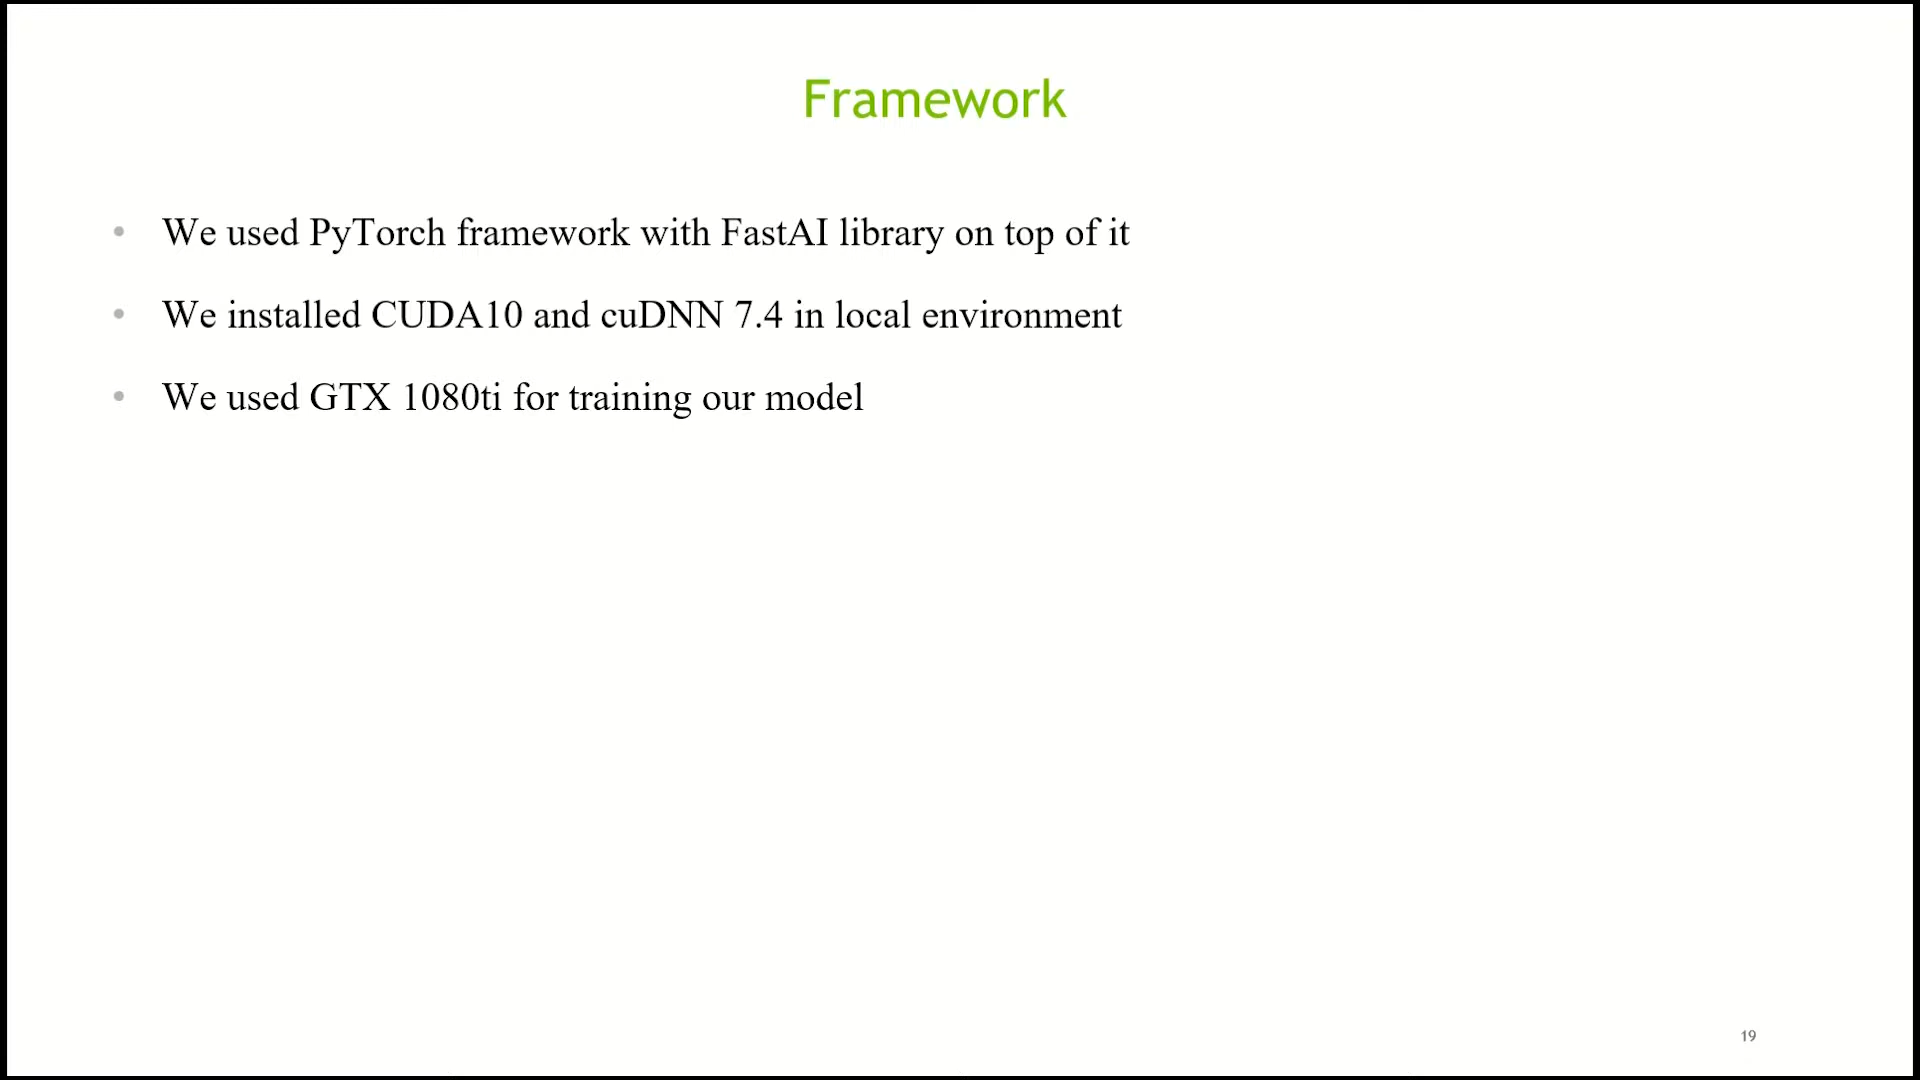 Framework
• We used PyTorch framework with FastAI library on top of it
• We installed CUDA10 and cuDNN 7.4 in local environment
• We used GTX 1080ti for training our model
19